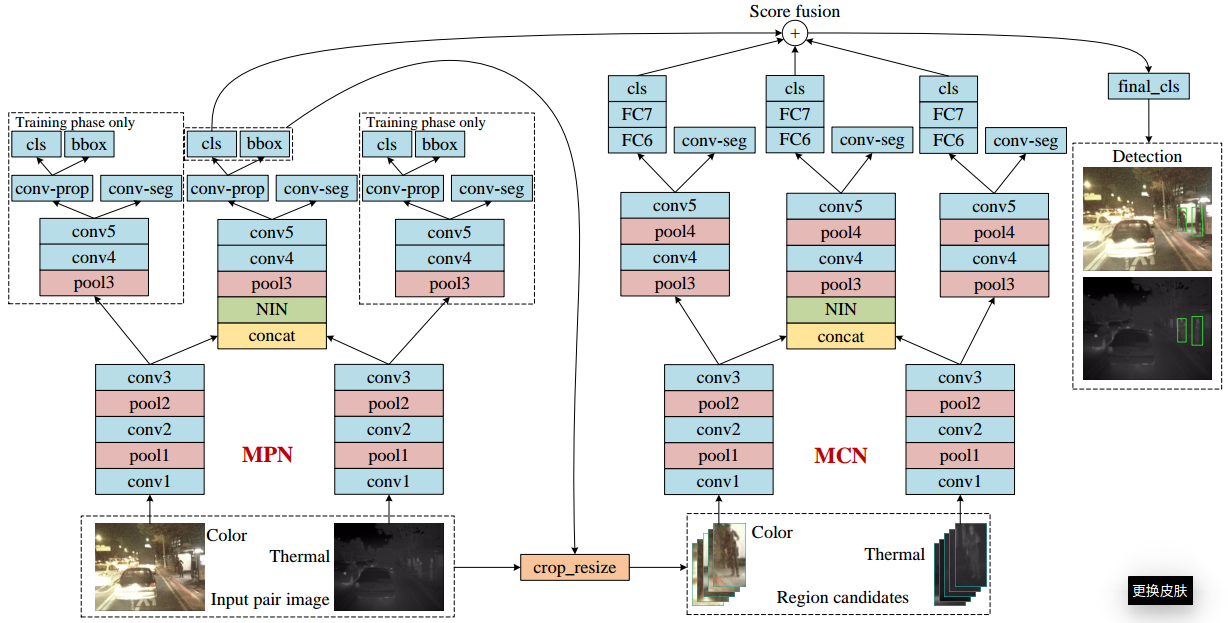 Score fusion
+
cls
FC7
FC6
conv-seg
cls
FC7
FC6
conv-seg
cls
FC7
FC6
conv-seg
final_cls
Training phase only
cls
bbox
conv-prop
conv-seg
cls
bbox
conv-prop
conv-seg
Training phase only
cls
bbox
conv-prop
conv-seg
Detection
conv5
conv4
pool3
conv5
conv4
pool3
NIN
concat
conv5
conv4
pool3
conv5
pool4
conv4
pool3
conv5
pool4
conv4
pool3
NIN
concat
conv5
pool4
conv4
pool3
conv3
pool2
conv2
pool1
conv1
MPN
conv3
pool2
conv2
pool1
conv1
conv3
pool2
conv2
pool1
conv1
MCN
conv3
pool2
conv2
pool1
conv1
Color
Thermal
Input pair image
crop_resize
Color
Thermal
Region candidates
更换皮肤